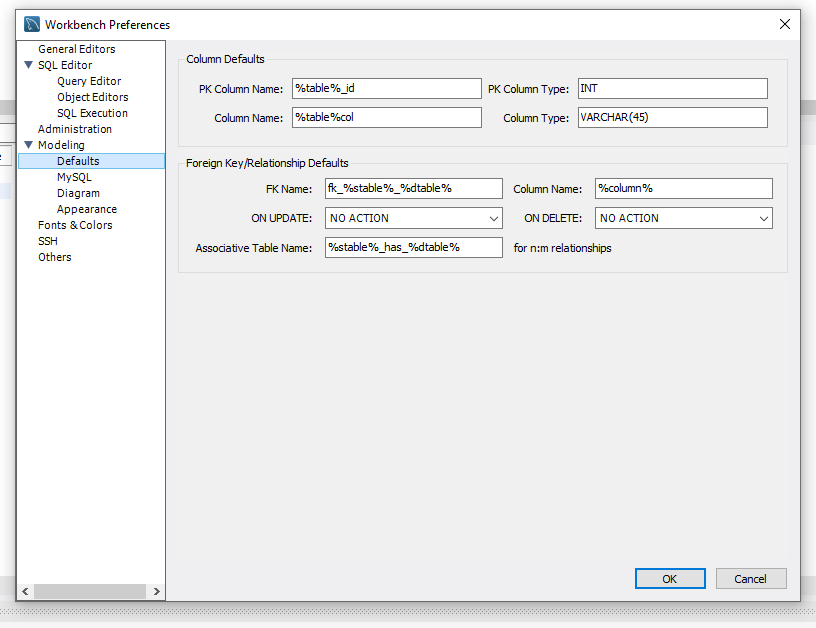 Workbench Preferences
General Editors
SQL Editor
Query Editor
Object Editors
SQL Execution
Administration
Modeling
Defaults
MySQL
Diagram
Appearance
Fonts & Colors
SSH
Others
Column Defaults
PK Column Name: %table%_id PK Column Type: INT
Column Name: %table%col Column Type: VARCHAR(45)
Foreign Key/Relationship Defaults
FK Name: fk_%stable%_%dtable% Column Name: %column%
ON UPDATE: NO ACTION ON DELETE: NO ACTION
Associative Table Name: %stable%_has_%dtable% for n:m relationships
OK Cancel